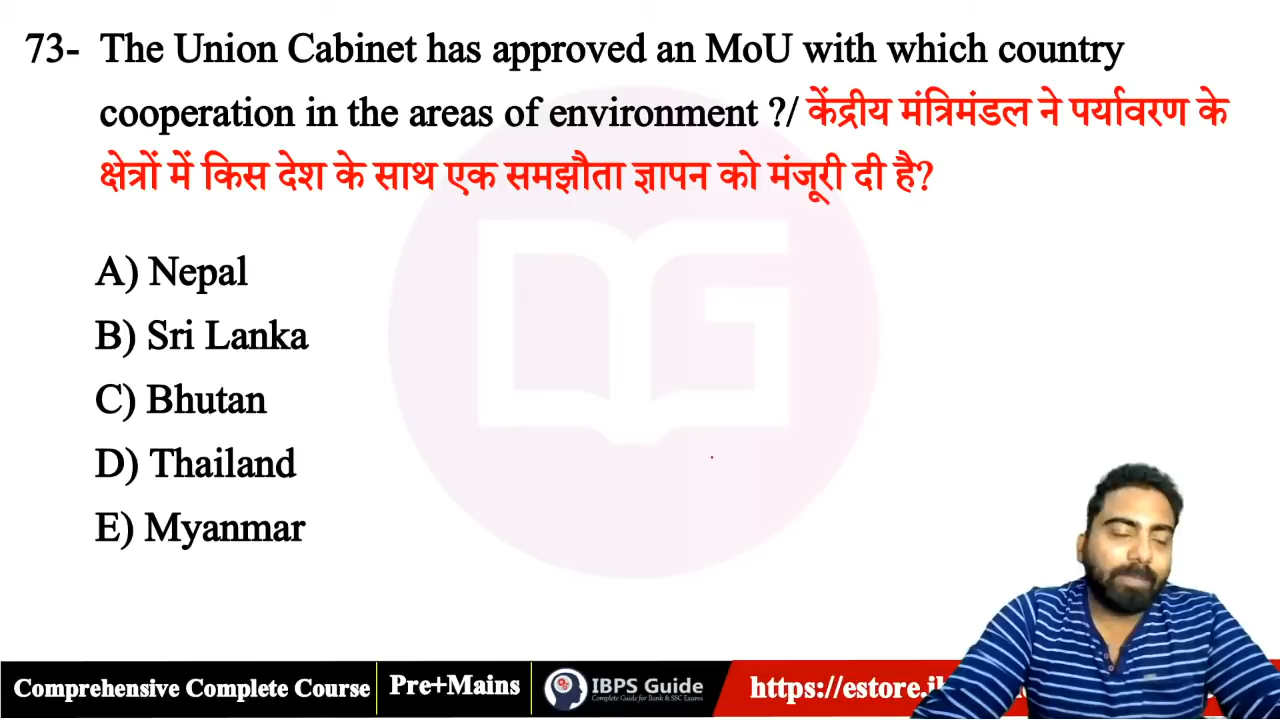 73- The Union Cabinet has approved an MoU with which country
cooperation in the areas of environment ?/ केंद्रीय मंत्रिमंडल ने पर्यावरण के
क्षेत्रों में किस देश के साथ एक समझौता ज्ञापन को मंजूरी दी है?
A) Nepal
B) Sri Lanka
C) Bhutan
D) Thailand
E) Myanmar
Comprehensive Complete Course
Pre+Mains
IBPS Guide
Complete Guide for Bank & SSC Exams
https://estore.i